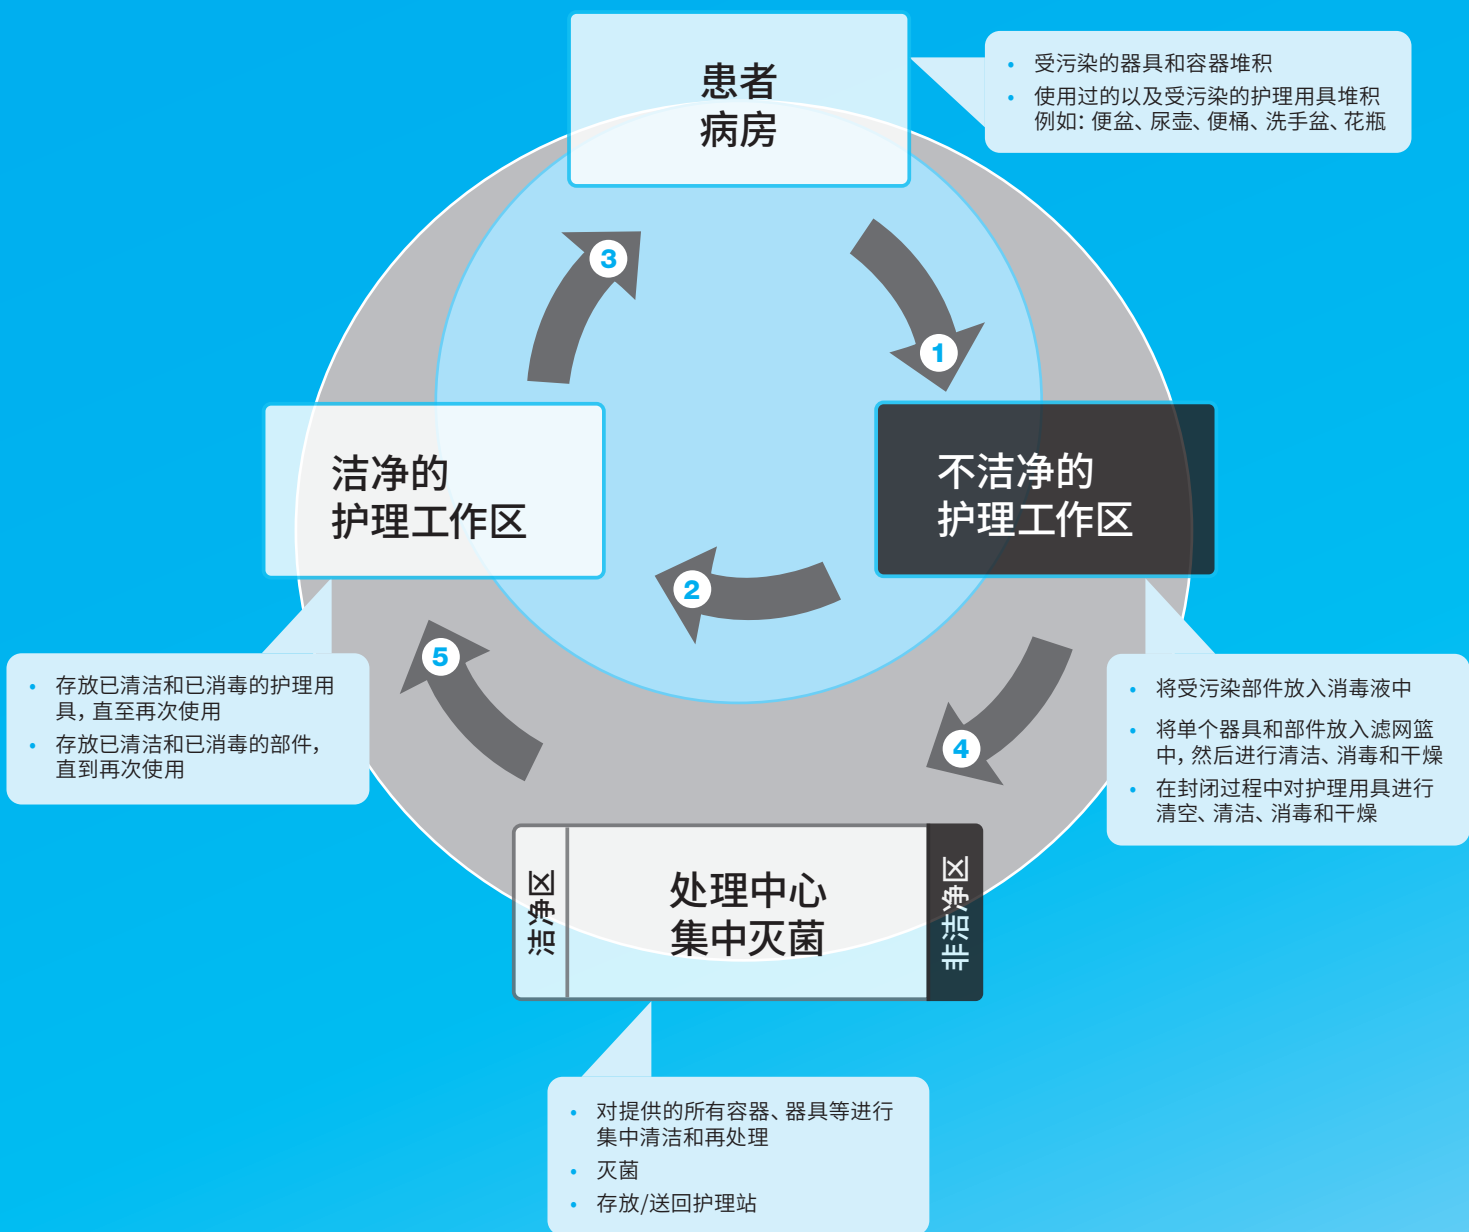 患者
病房
• 受污染的器具和容器堆积
• 使用过的以及受污染的护理用具堆积
例如：便盆、尿壶、便桶、洗手盆、花瓶
3
1
洁净的
护理工作区
不洁净的
护理工作区
2
5
4
• 存放已清洁和已消毒的护理用
具，直至再次使用
• 存放已清洁和已消毒的部件，
直到再次使用
• 将受污染部件放入消毒液中
• 将单个器具和部件放入滤网篮
中，然后进行清洁、消毒和干燥
• 在封闭过程中对护理用具进行
清空、清洁、消毒和干燥
洁净区
处理中心
集中灭菌
非洁净区
• 对提供的所有容器、器具等进行
集中清洁和再处理
• 灭菌
• 存放/送回护理站